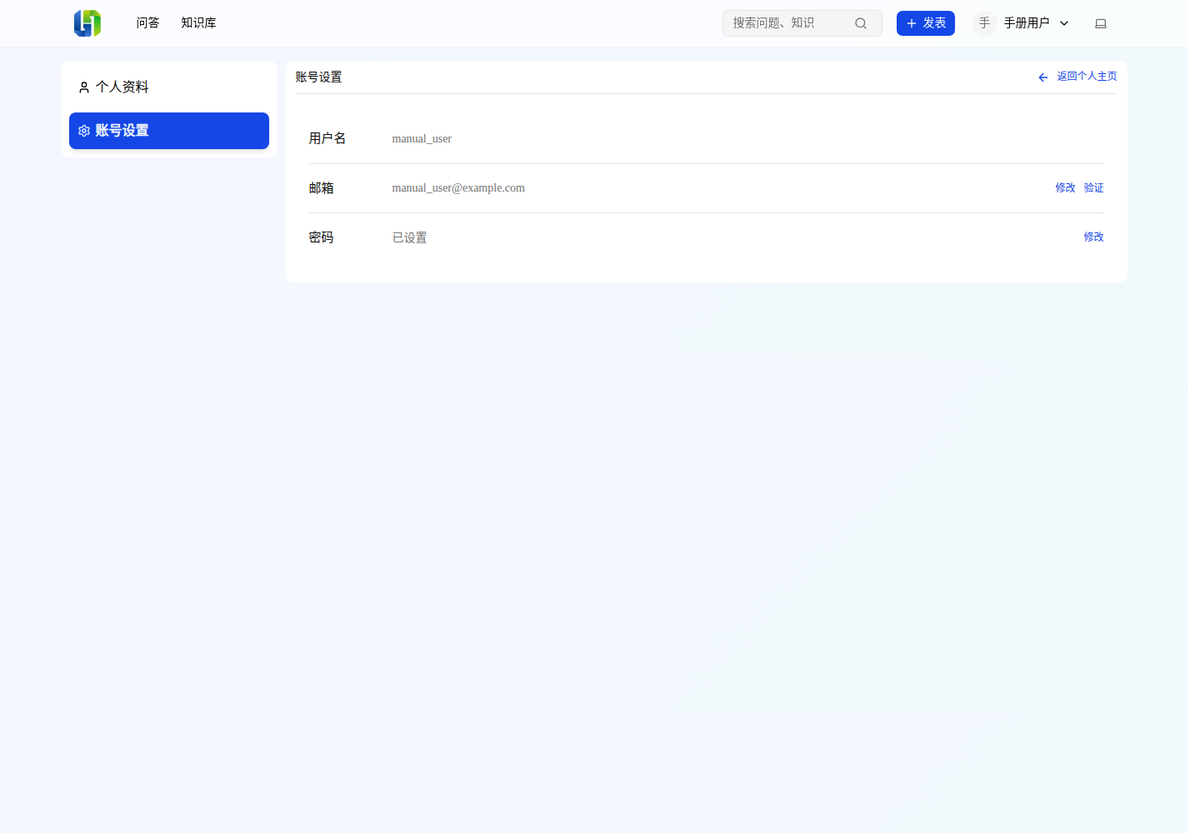 问答 知识库 搜索问题、知识 发表 手 手册用户
个人资料
账号设置
账号设置 返回个人主页
用户名 manual_user
邮箱 manual_user@example.com 修改 验证
密码 已设置 修改